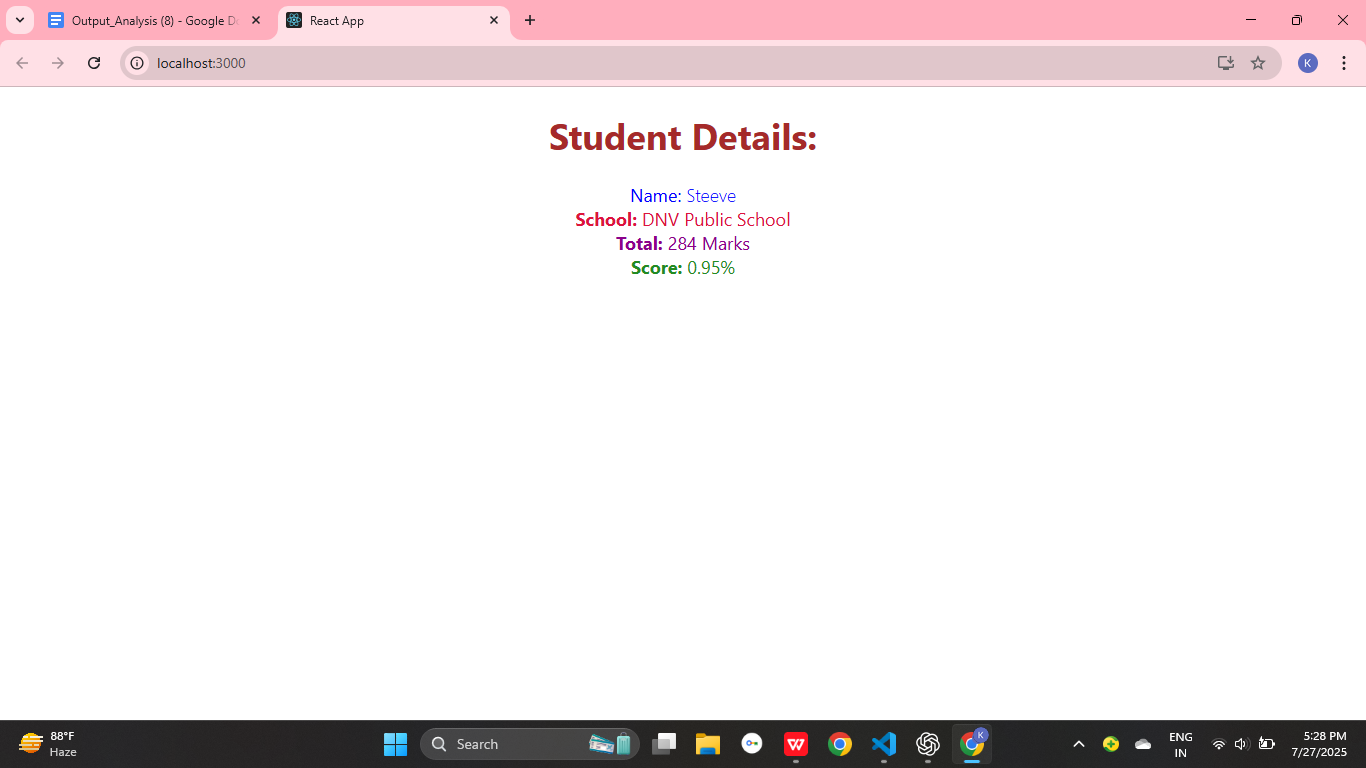 Output_Analysis (8) - Google Do
React App
localhost:3000
K
Student Details:
Name: Steeve
School: DNV Public School
Total: 284 Marks
Score: 0.95%
88°F
Haze
Search
W
K
ENG
IN
5:28 PM
7/27/2025